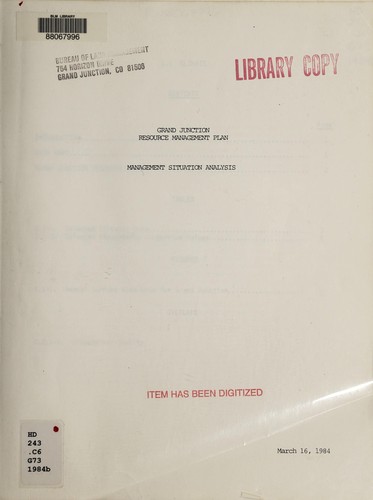 BLM LIBRARY
88067996
BUREAU OF LAND MANAGEMENT
764 HORIZON DRIVE
GRAND JUNCTION, CO 81506
LIBRARY COPY
GRAND JUNCTION
RESOURCE MANAGEMENT PLAN
MANAGEMENT SITUATION ANALYSIS
ITEM HAS BEEN DIGITIZED
HD
243
.C6
G73
1984b
March 16, 1984